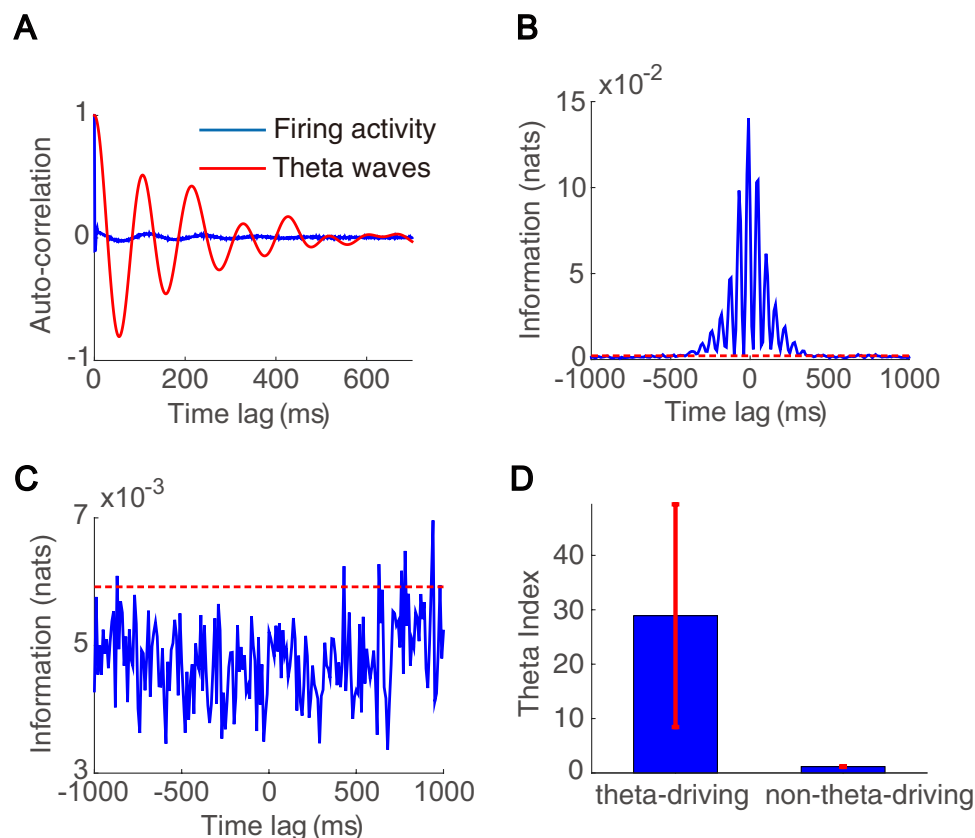 A
Auto-correlation
1
0
-1
Firing activity
Theta waves
0 200 400 600
Time lag (ms)
B
x10-2
Information (nats)
15
10
5
0
-1000 -500 0 500 1000
Time lag (ms)
C
x10-3
Information (nats)
7
5
3
-1000 -500 0 500 1000
Time lag (ms)
D
Theta Index
40
30
20
10
0
theta-driving non-theta-driving